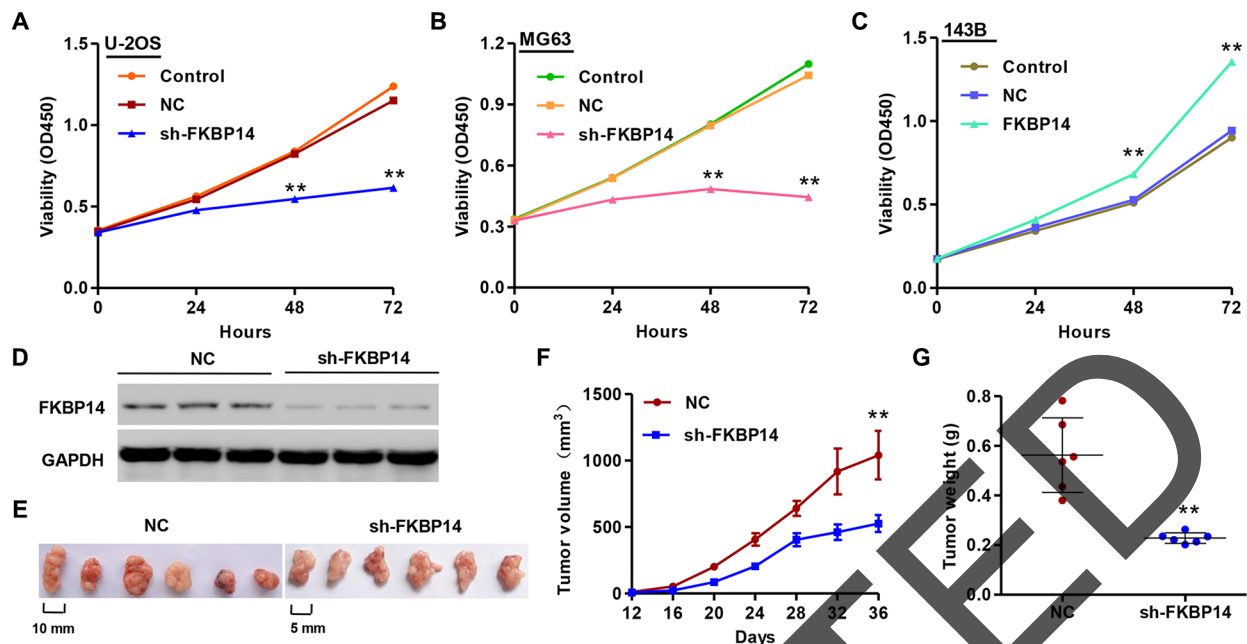 A
U-2OS
1.5
1.0
0.5
0.0
Viability (OD450)
Control
NC
sh-FKBP14
**
**
0
24
48
72
Hours
B
MG63
1.2
0.9
0.6
0.3
0.0
Viability (OD450)
Control
NC
sh-FKBP14
**
**
0
24
48
72
Hours
C
143B
1.5
1.0
0.5
0.0
Viability (OD450)
Control
NC
FKBP14
**
**
0
24
48
72
Hours
D
NC
sh-FKBP14
FKBP14
GAPDH
E
NC
sh-FKBP14
10 mm
5 mm
F
1500
1000
500
0
Tumor volume (mm³)
NC
sh-FKBP14
**
12
16
20
24
28
32
36
Days
G
0.8
0.6
0.4
0.2
0.0
Tumor weight (g)
**
NC
sh-FKBP14
TED